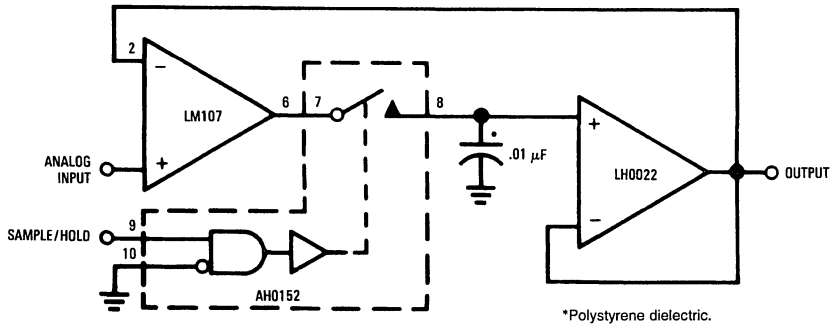 2
−
LM107
6
7
8
+
ANALOG
INPUT
*
.01 µF
+
LH0022
−
OUTPUT
SAMPLE/HOLD
9
10
AH0152
*Polystyrene dielectric.